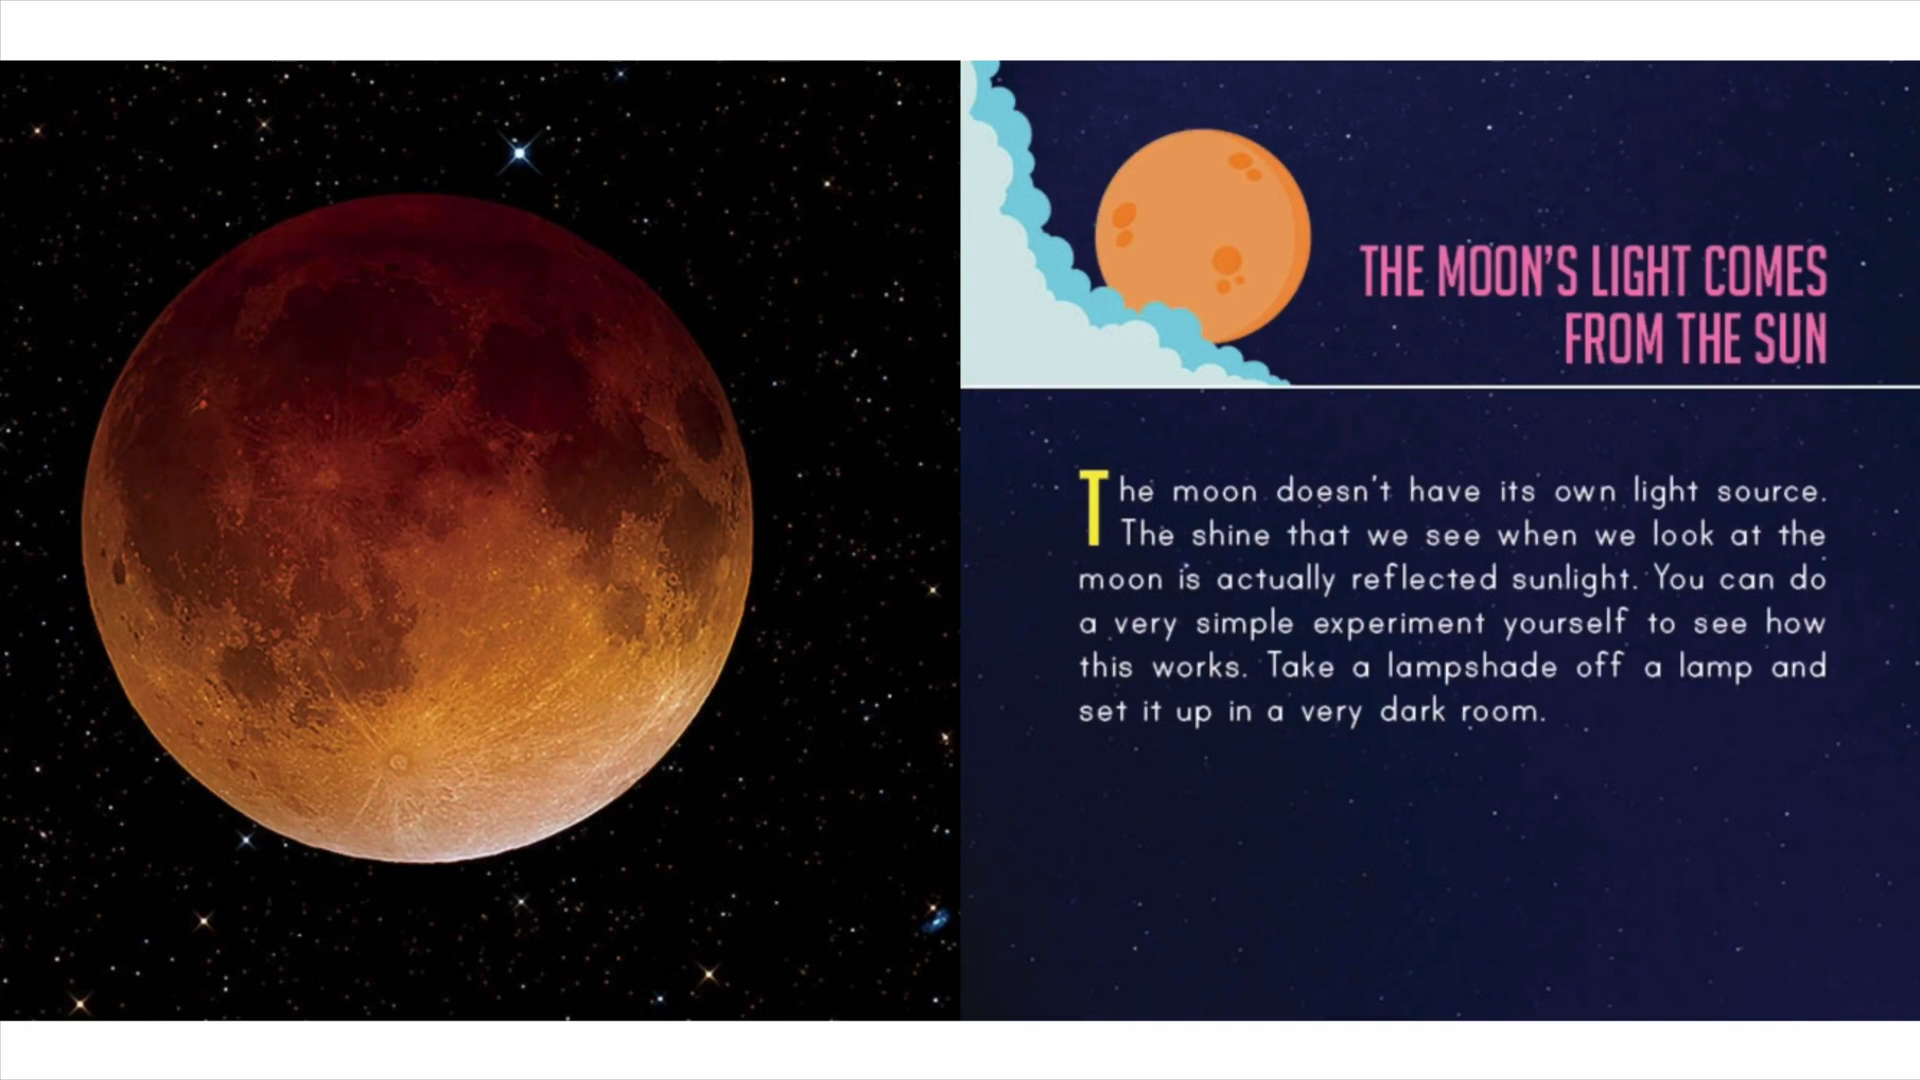 THE MOON'S LIGHT COMES
FROM THE SUN
The moon doesn't have its own light source.
The shine that we see when we look at the
moon is actually reflected sunlight. You can do
a very simple experiment yourself to see how
this works. Take a lampshade off a lamp and
set it up in a very dark room.